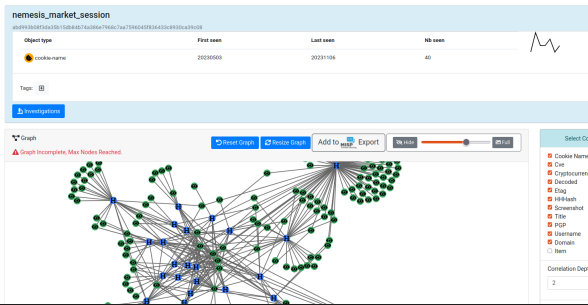 nemesis_market_session
Object type First seen Last seen Nb seen
cookie-name 20230503 20231106 40
Tags:
Investigations
Graph
Reset Graph Resize Graph Add to MISP Export Hide Full
Graph Incomplete, Max Nodes Reached.
Select Co
Cookie Name
Cve
Cryptocurren
Decoded
Etag
HHHash
Screenshot
Title
PGP
Username
Domain
Item
Correlation Dept
2